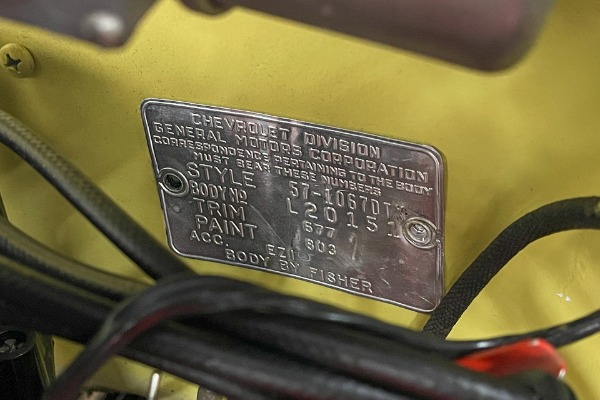 CHEVROLET DIVISION
GENERAL MOTORS CORPORATION
CORRESPONDENCE PERTAINING TO THE BODY
MUST BEAR THESE NUMBERS
STYLE 57-1067DT
BODY NO L20151
TRIM 677
PAINT 803
ACC. EZI
BODY BY FISHER